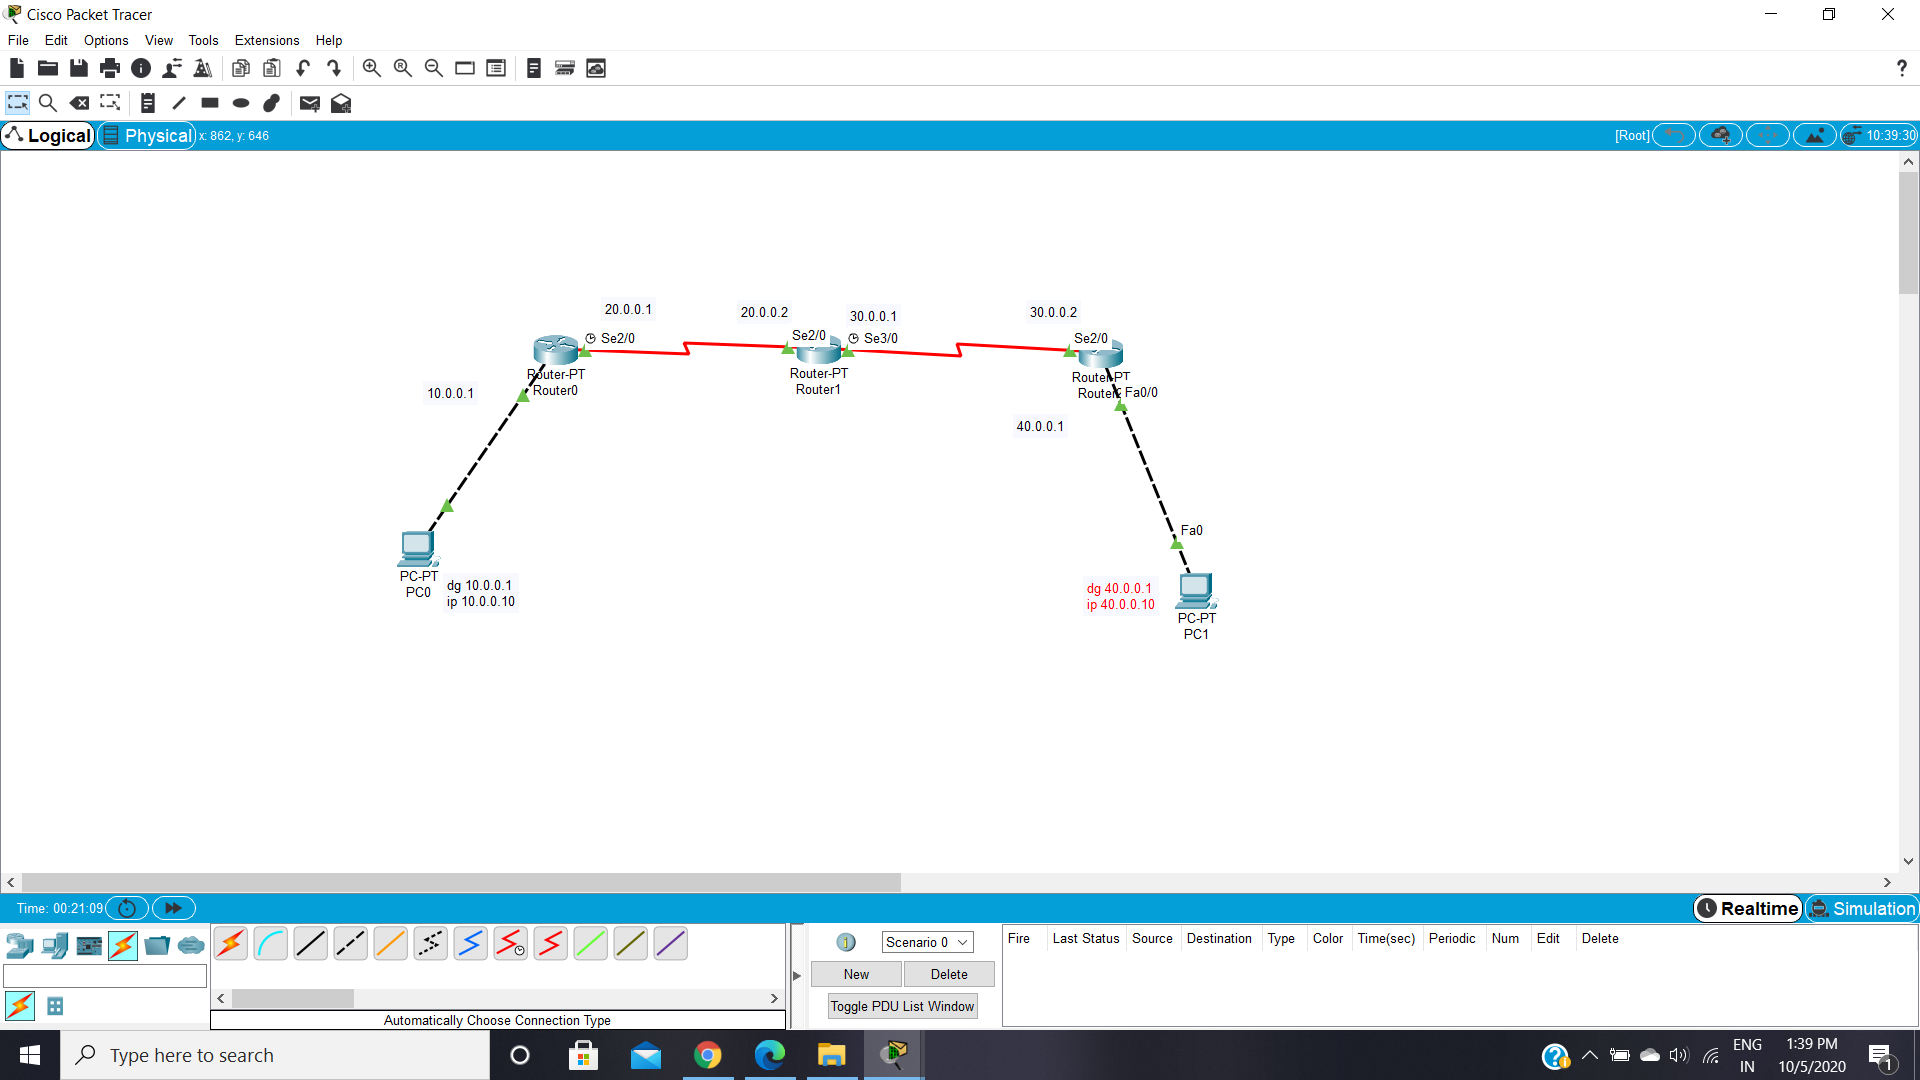 Cisco Packet Tracer
File Edit Options View Tools Extensions Help
Logical Physical x: 862, y: 646 [Root] 10:39:30
20.0.0.1
20.0.0.2
30.0.0.1
30.0.0.2
Se2/0
Se2/0
Se3/0
Se2/0
Router-PT
Router0
Router-PT
Router1
Router-PT
Fa0/0
10.0.0.1
40.0.0.1
Fa0
PC-PT
PC0
dg 10.0.0.1
ip 10.0.0.10
dg 40.0.0.1
ip 40.0.0.10
PC-PT
PC1
Time: 00:21:09 Realtime Simulation
Scenario 0
New Delete
Toggle PDU List Window
Fire Last Status Source Destination Type Color Time(sec) Periodic Num Edit Delete
Automatically Choose Connection Type
Type here to search
ENG
IN
1:39 PM
10/5/2020
1